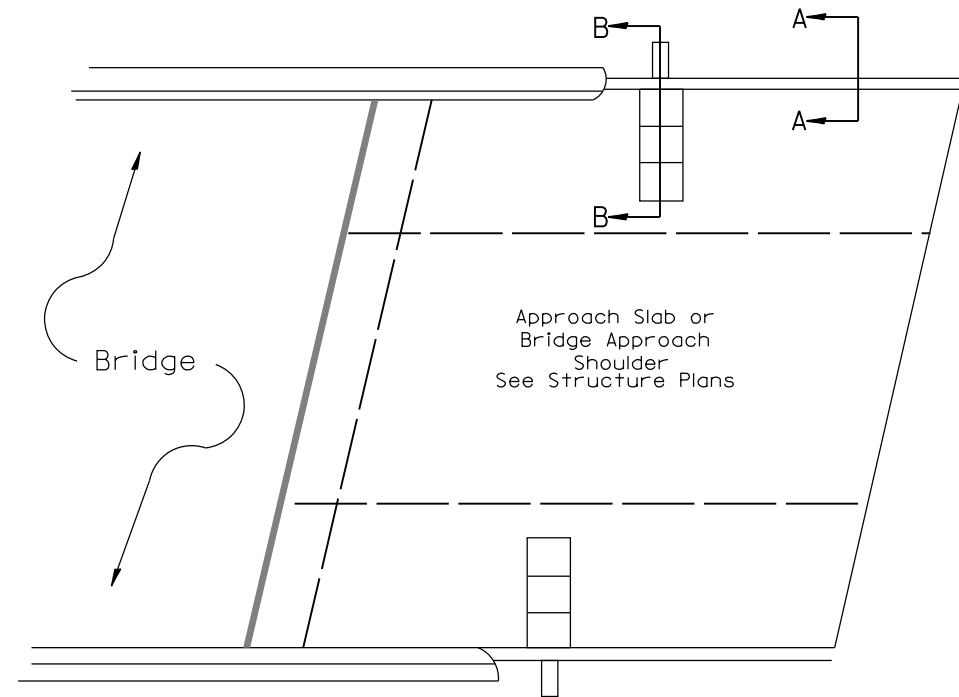 A
B
A
B
Approach Slab or
Bridge Approach
Shoulder
See Structure Plans
Bridge